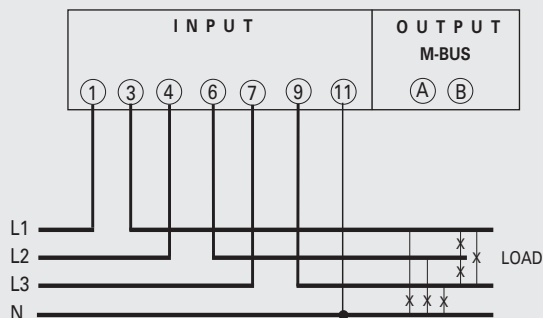 INPUT
OUTPUT
M-BUS
1 3 4 6 7 9 11 A B
L1
L2
L3
LOAD
N
x x x x x x